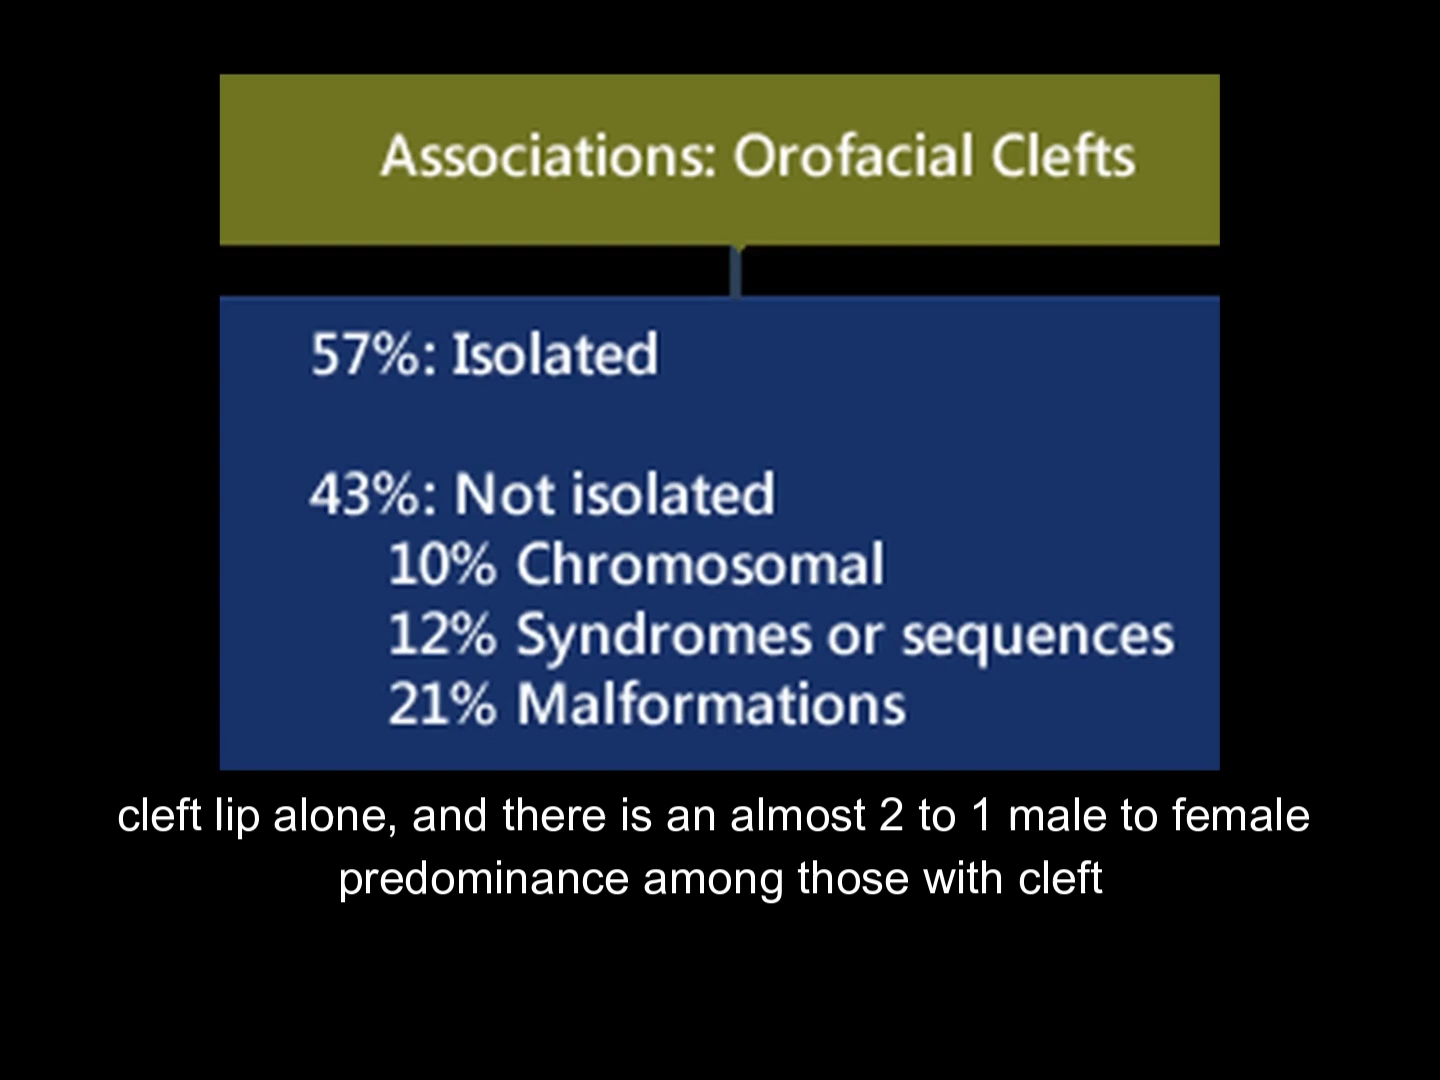 Associations: Orofacial Clefts
57%: Isolated
43%: Not isolated
10% Chromosomal
12% Syndromes or sequences
21% Malformations
cleft lip alone, and there is an almost 2 to 1 male to female
predominance among those with cleft